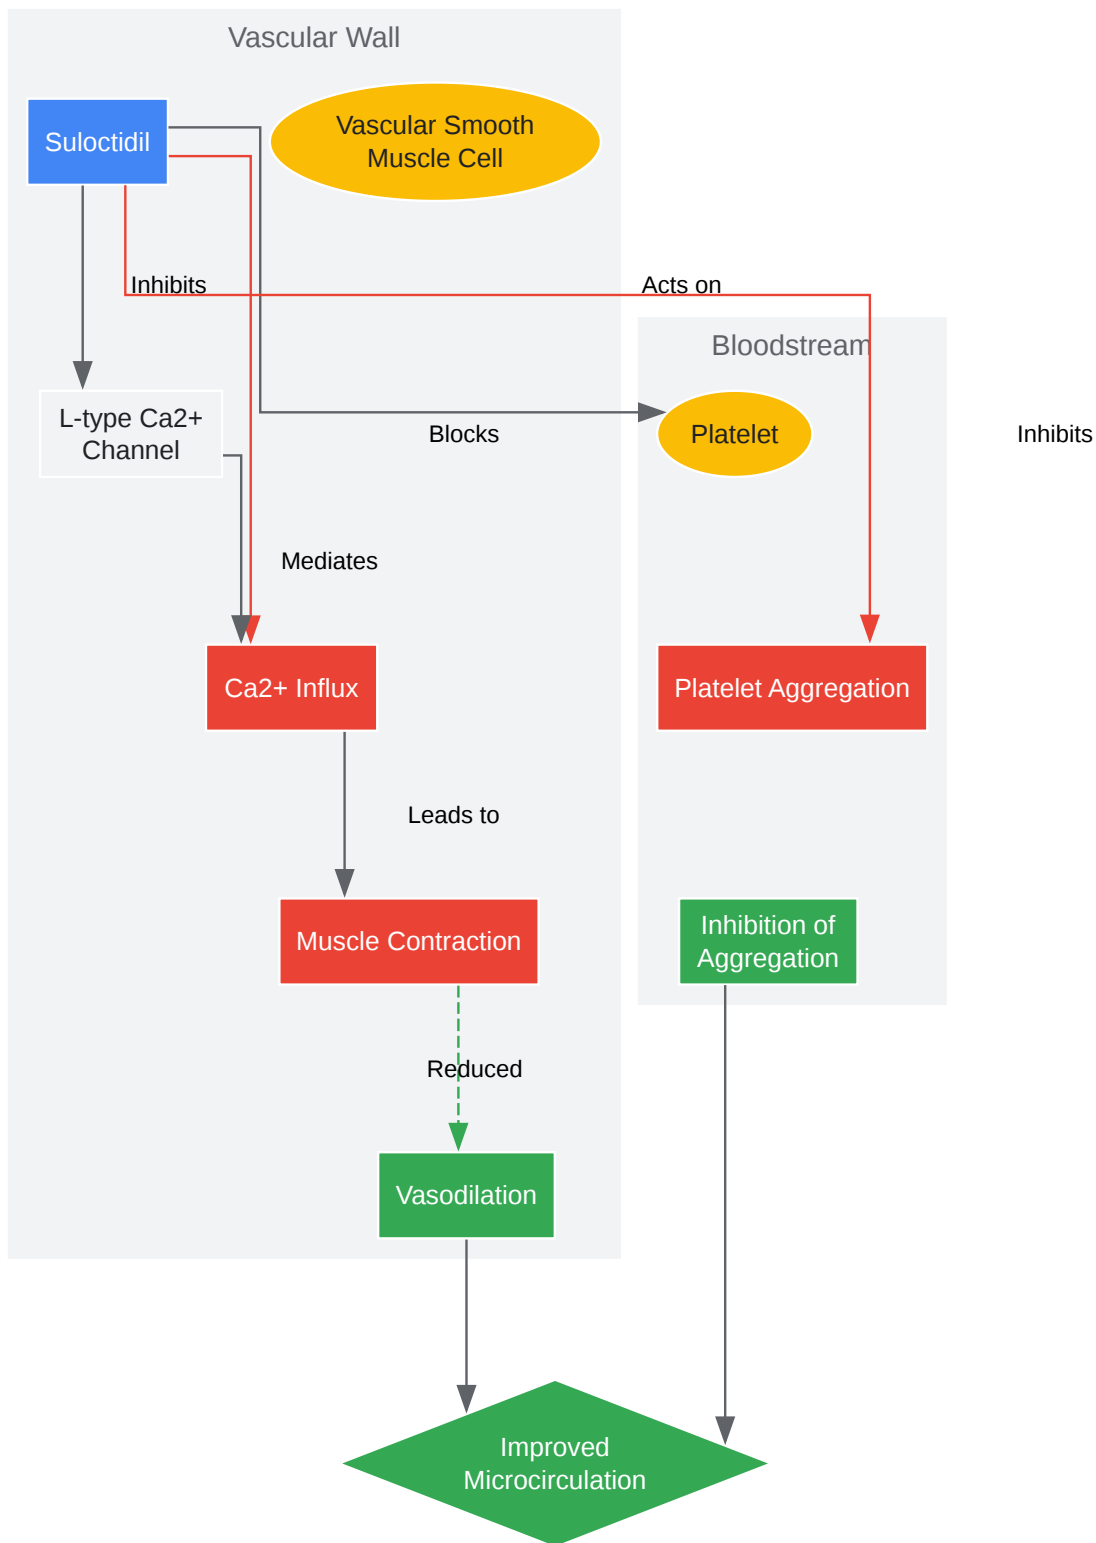 Vascular Wall
Suloctidil
Vascular Smooth
Muscle Cell
Inhibits
Acts on
Bloodstream
L-type Ca2+
Channel
Blocks
Platelet
Inhibits
Mediates
Ca2+ Influx
Platelet Aggregation
Leads to
Muscle Contraction
Inhibition of
Aggregation
Reduced
Vasodilation
Improved
Microcirculation